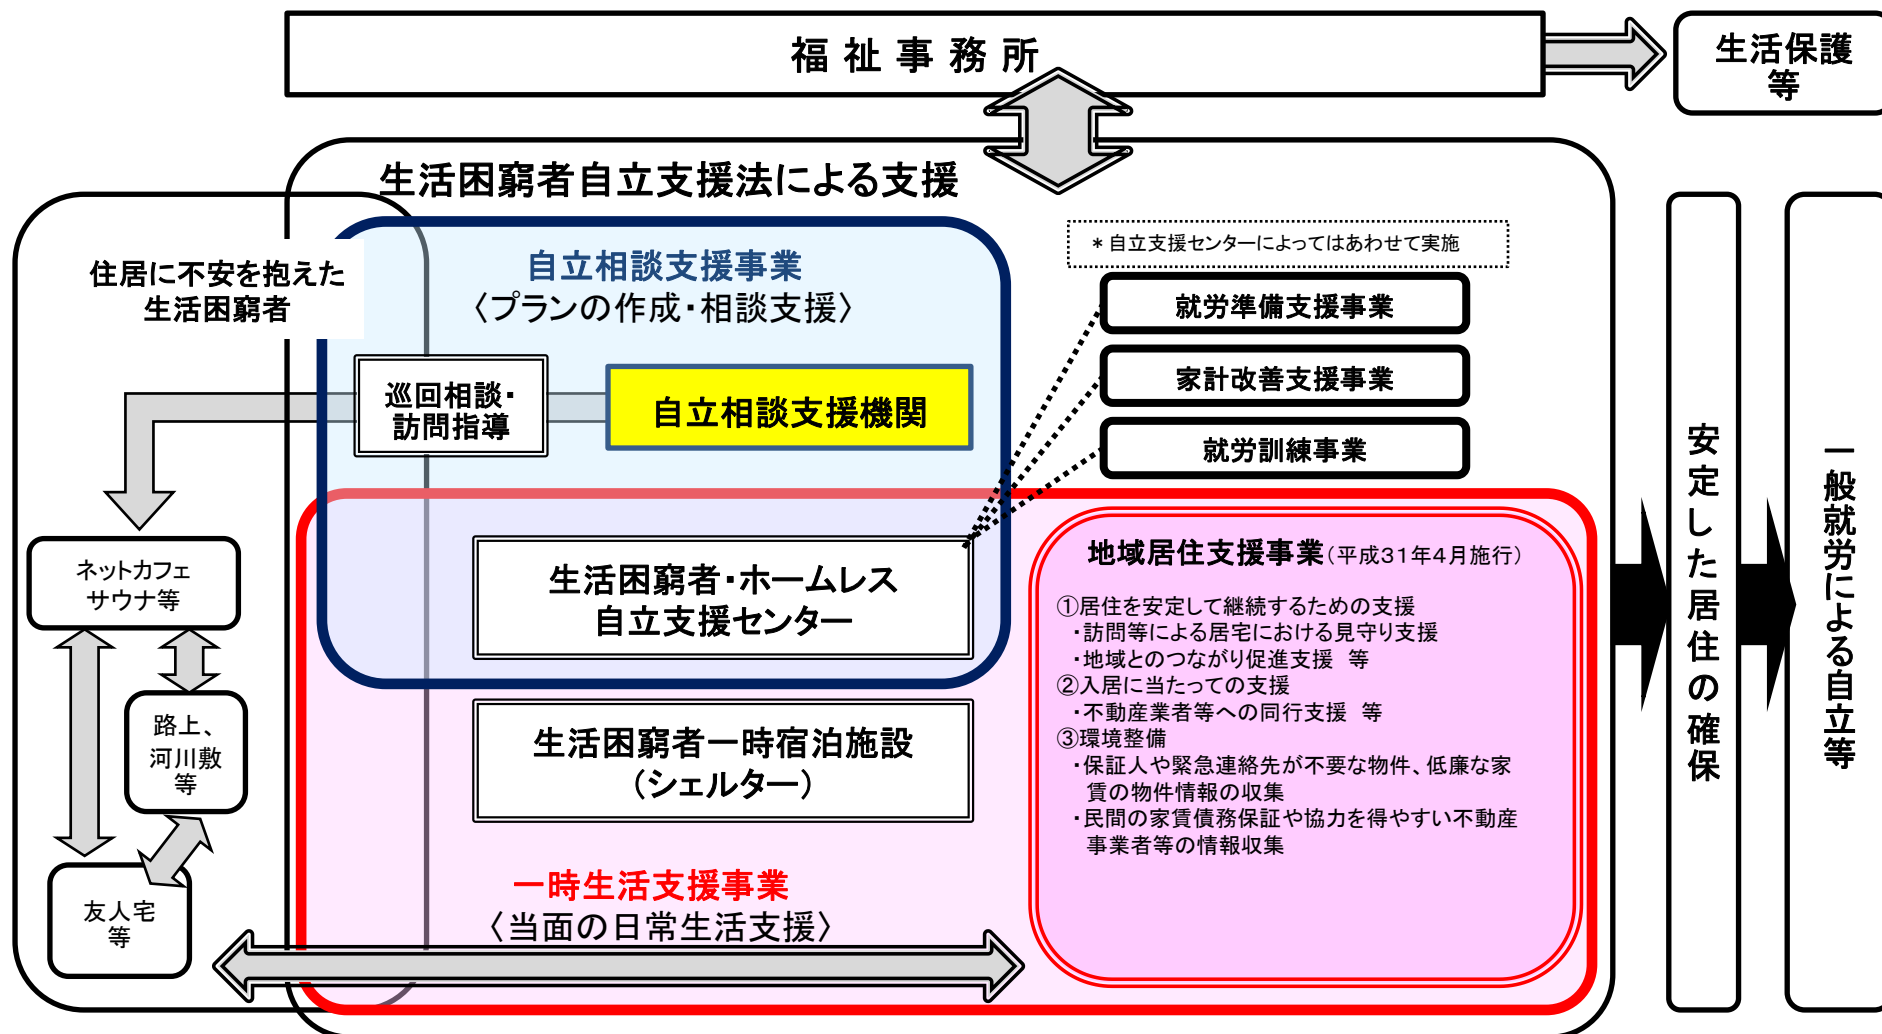 福祉事務所
生活保護
等
生活困窮者自立支援法による支援
住居に不安を抱えた
生活困窮者
自立相談支援事業
〈プランの作成・相談支援〉
＊自立支援センターによってはあわせて実施
就労準備支援事業
家計改善支援事業
就労訓練事業
巡回相談・
訪問指導
自立相談支援機関
ネットカフェ
サウナ等
路上、
河川敷
等
友人宅
等
生活困窮者・ホームレス
自立支援センター
生活困窮者一時宿泊施設
（シェルター）
一時生活支援事業
〈当面の日常生活支援〉
地域居住支援事業（平成３１年４月施行）
①居住を安定して継続するための支援
・訪問等による居宅における見守り支援
・地域とのつながり促進支援　等
②入居に当たっての支援
・不動産業者等への同行支援　等
③環境整備
・保証人や緊急連絡先が不要な物件、低廉な家
賃の物件情報の収集
・民間の家賃債務保証や協力を得やすい不動産
事業者等の情報収集
安定した居住の確保
一般就労による自立等